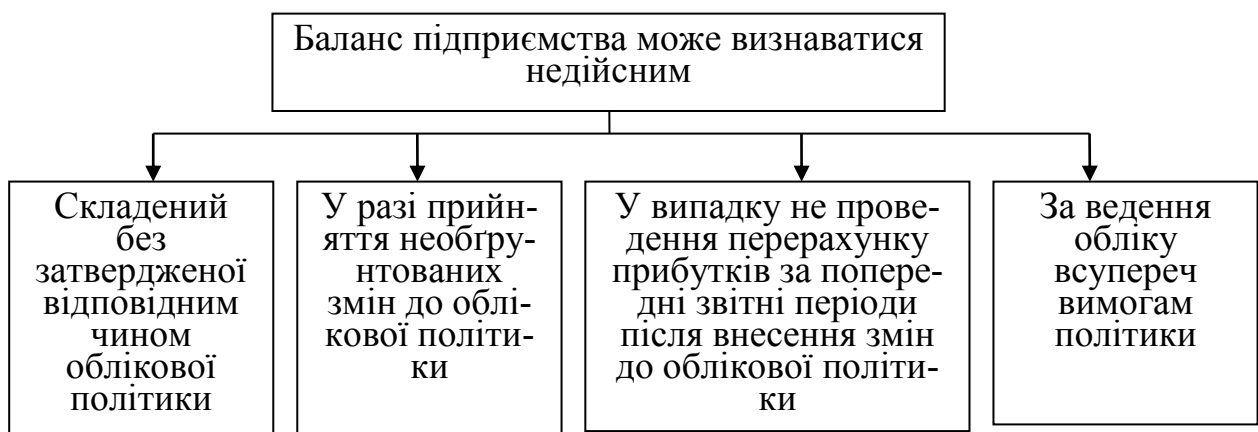 Баланс підприємства може визнаватися
недійсним
Складений
без
затвердженої
відповідним
чином
облікової
політики
У разі прийн-
яття необґру-
нтованих
змін до облі-
кової політи-
ки
У випадку не прове-
дення перерахунку
прибутків за попере-
дні звітні періоди
після внесення змін
до облікової політи-
ки
За ведення
обліку
всупереч
вимогам
політики